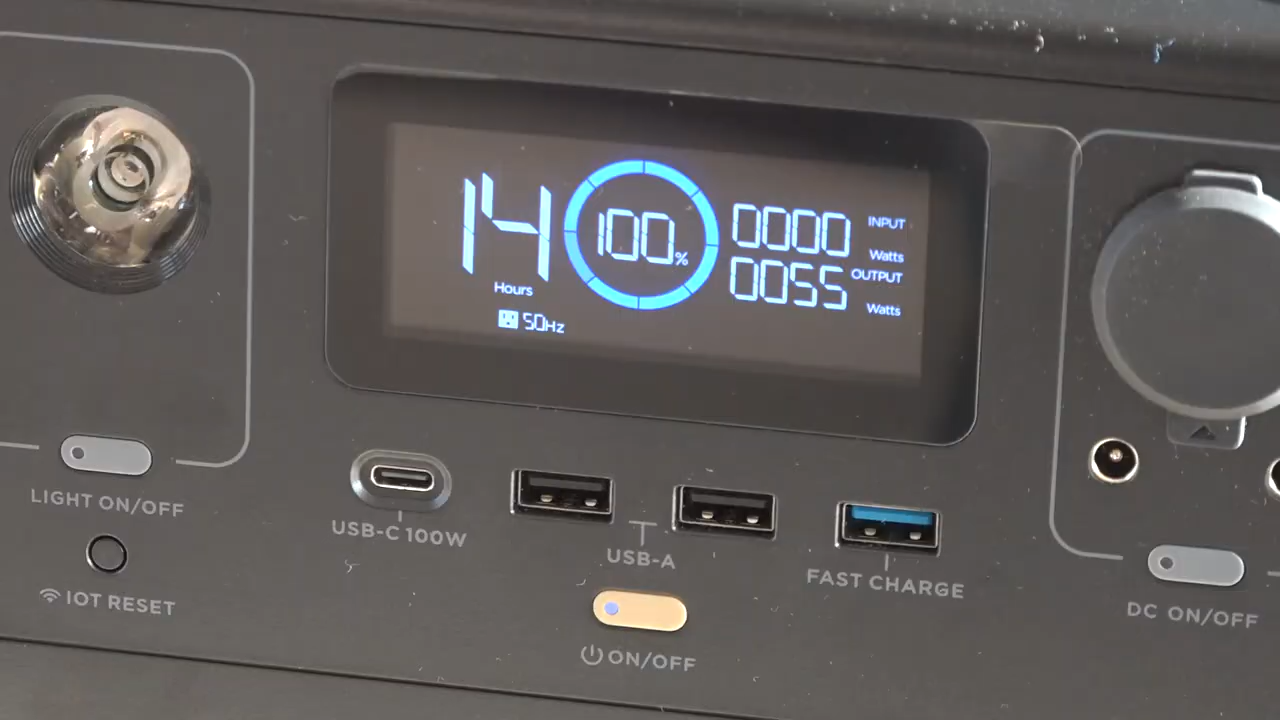 14
Hours
50Hz
100%
0000 INPUT
Watts
0055 OUTPUT
Watts
LIGHT ON/OFF
IOT RESET
USB-C 100W
USB-A
FAST CHARGE
ON/OFF
DC ON/OFF